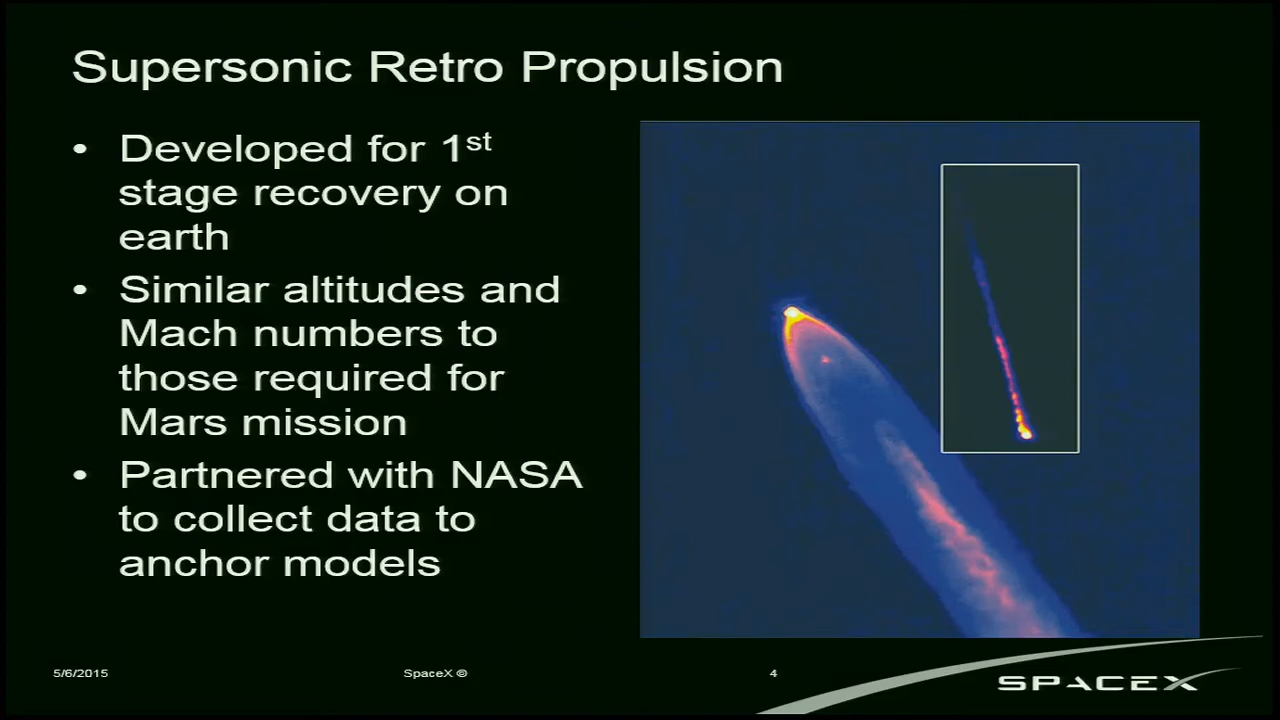 Supersonic Retro Propulsion
• Developed for 1st
stage recovery on
earth
• Similar altitudes and
Mach numbers to
those required for
Mars mission
• Partnered with NASA
to collect data to
anchor models
5/6/2015
SpaceX ©
4
SPACEX